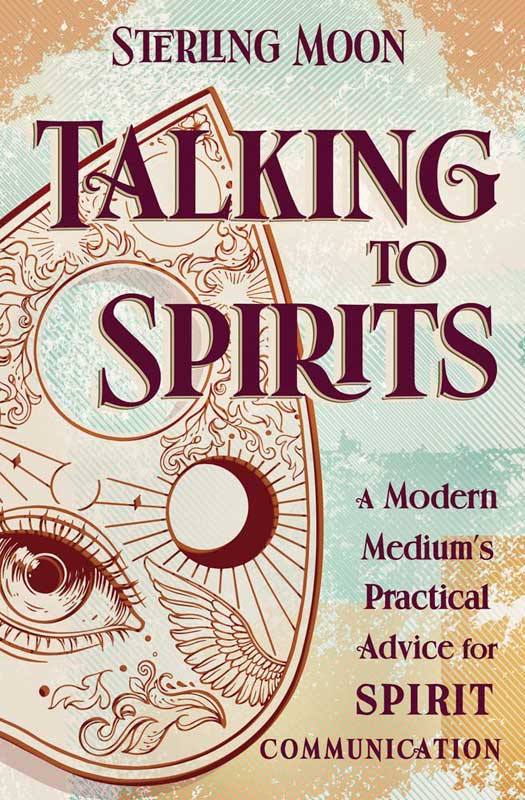 Sterling Moon
Talking
to
Spirits
A Modern
Medium's
Practical
Advice for
SPIRIT
COMMUNICATION